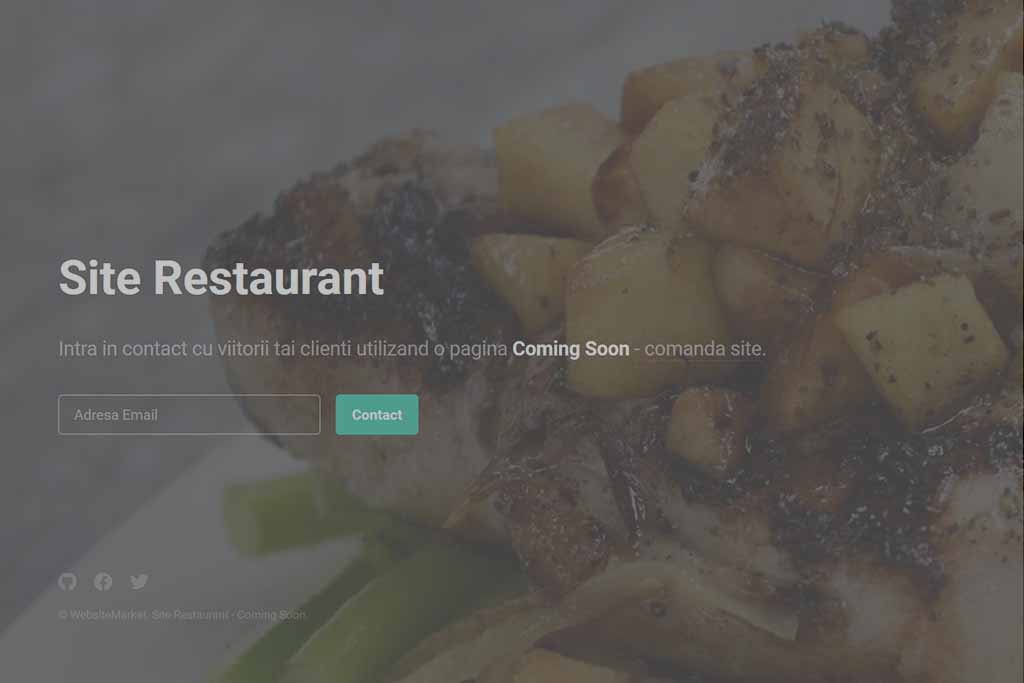 Site Restaurant
Intra in contact cu viitorii tai clienti utilizand o pagina Coming Soon - comanda site.
Adresa Email
Contact
© WebsiteMarket. Site Restaurant - Coming Soon.